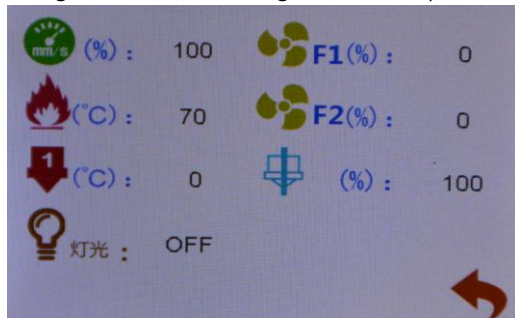 mm/s (%) : 100 F1(%) : 0
(°C) : 70 F2(%) : 0
1 (°C) : 0 (%) : 100
灯光 : OFF